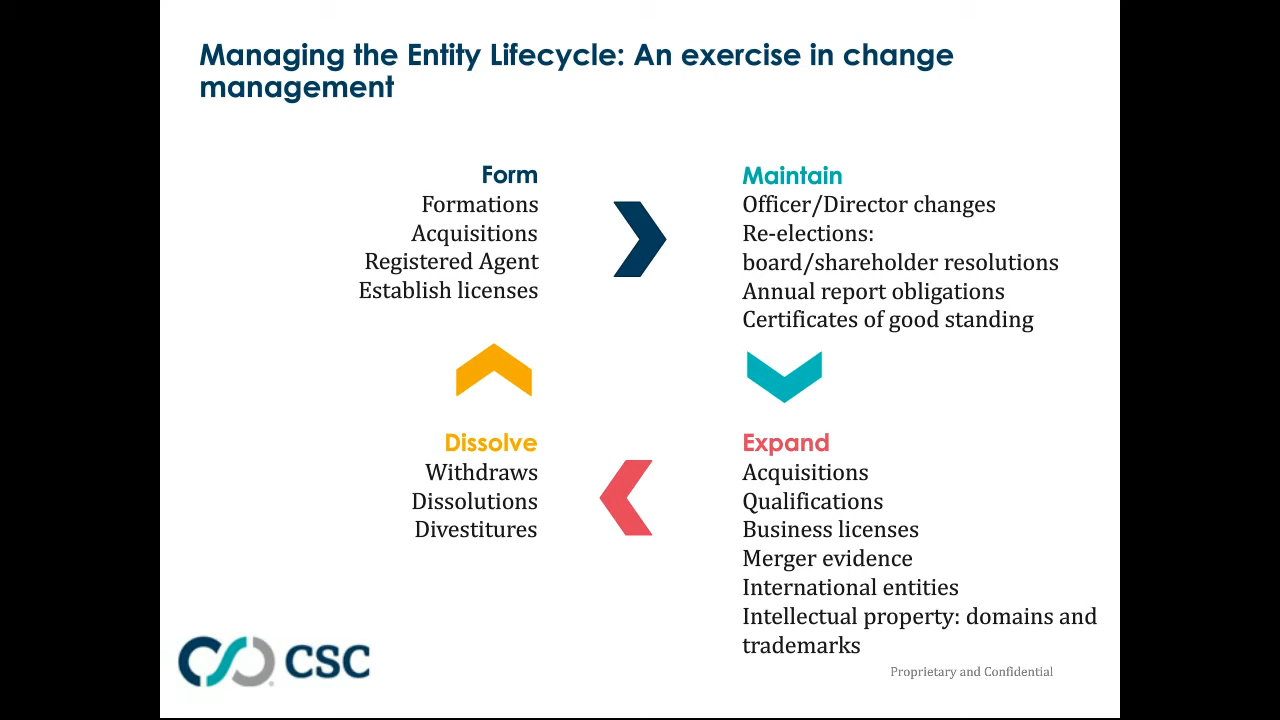 Managing the Entity Lifecycle: An exercise in change
management
Form
Formations
Acquisitions
Registered Agent
Establish licenses
Maintain
Officer/Director changes
Re-elections:
board/shareholder resolutions
Annual report obligations
Certificates of good standing
Dissolve
Withdraws
Dissolutions
Divestitures
Expand
Acquisitions
Qualifications
Business licenses
Merger evidence
International entities
Intellectual property: domains and
trademarks
CSC
Proprietary and Confidential